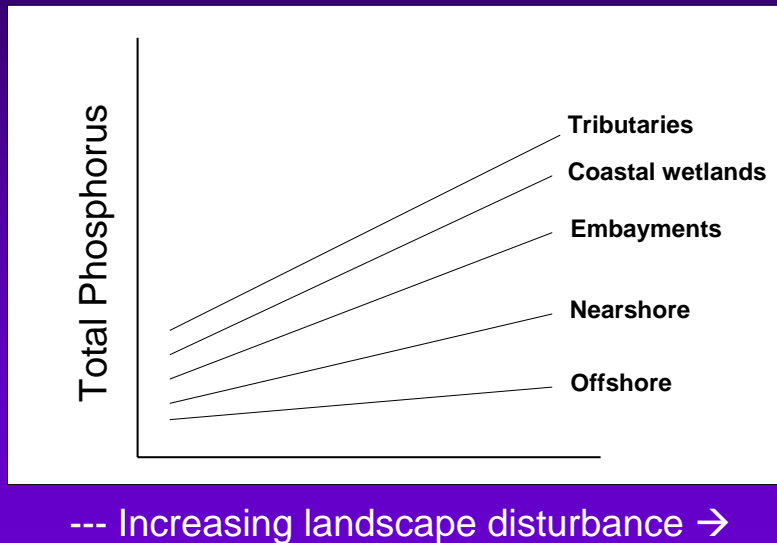 Total Phosphorus
Tributaries
Coastal wetlands
Embayments
Nearshore
Offshore
--- Increasing landscape disturbance →